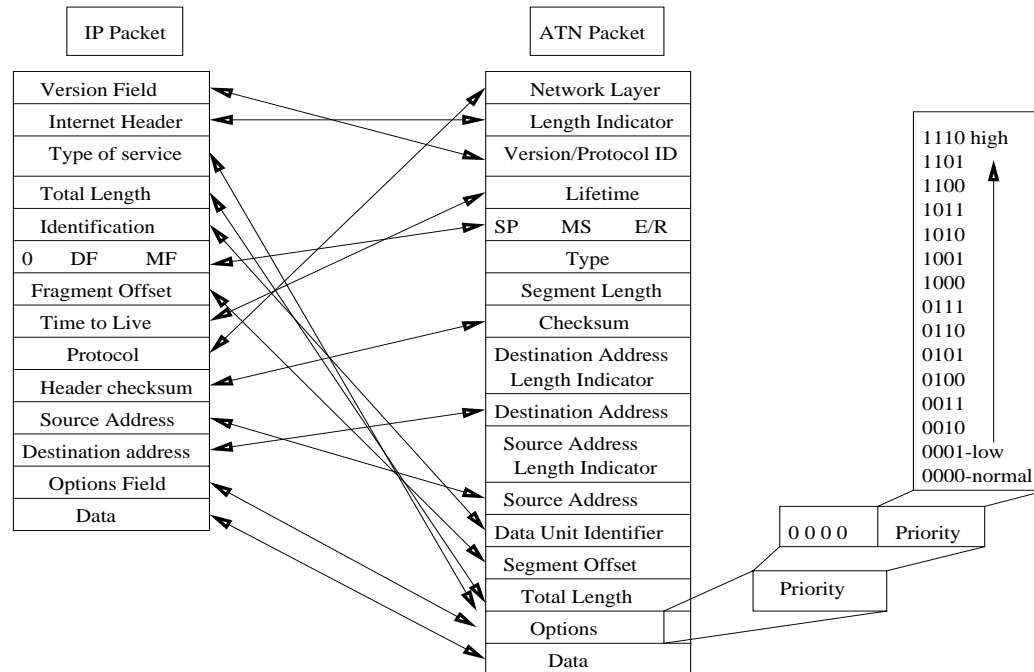 IP Packet
Version Field
Internet Header
Type of service
Total Length
Identification
0 DF MF
Fragment Offset
Time to Live
Protocol
Header checksum
Source Address
Destination address
Options Field
Data
ATN Packet
Network Layer
Length Indicator
Version/Protocol ID
Lifetime
SP MS E/R
Type
Segment Length
Checksum
Destination Address
Length Indicator
Destination Address
Source Address
Length Indicator
Source Address
Data Unit Identifier
Segment Offset
Total Length
Options
Data
Priority
0 0 0 0 Priority
1110 high
1101
1100
1011
1010
1001
1000
0111
0110
0101
0100
0011
0010
0001-low
0000-normal